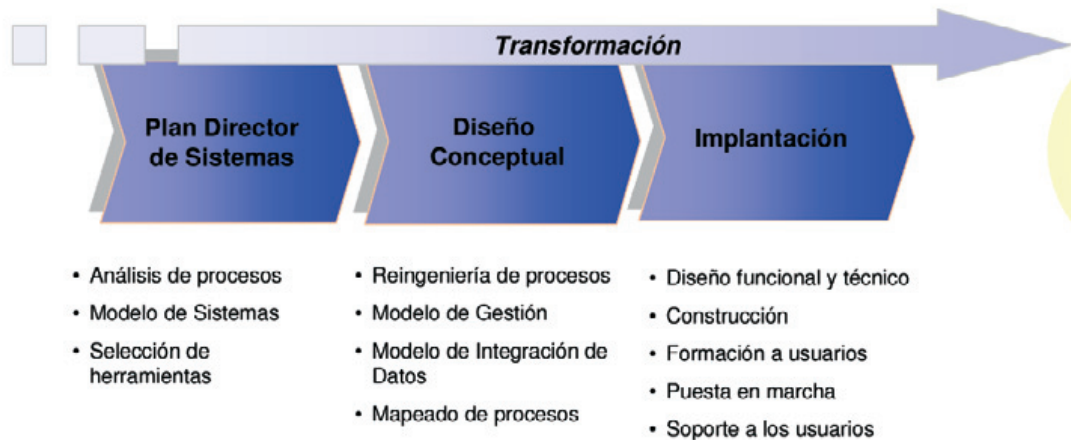 Transformación
Plan Director
de Sistemas
Diseño
Conceptual
Implantación
• Análisis de procesos
• Modelo de Sistemas
• Selección de
herramientas
• Reingeniería de procesos
• Modelo de Gestión
• Modelo de Integración de
Datos
• Mapeado de procesos
• Diseño funcional y técnico
• Construcción
• Formación a usuarios
• Puesta en marcha
• Soporte a los usuarios